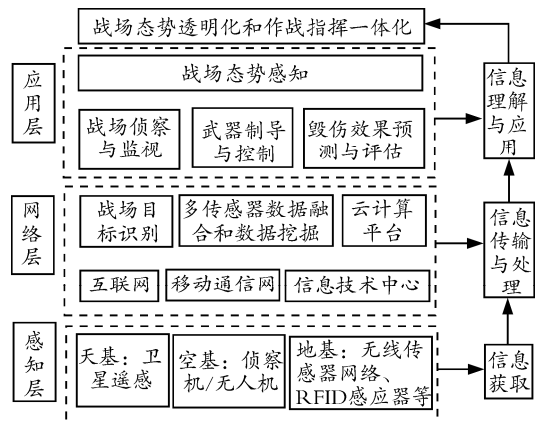 战场态势透明化和作战指挥一体化
应用层
战场态势感知
战场侦察
与监视
武器制导
与控制
毁伤效果预
测与评估
信息
理解
与应
用
网络层
战场目
标识别
多传感器数据融
合和数据挖掘
云计算
平台
互联网
移动通信网
信息技术中心
信息
传输
与处
理
感知层
天基：卫
星遥感
空基：侦察
机/无人机
地基：无线传
感器网络、
RFID感应器等
信息
获取